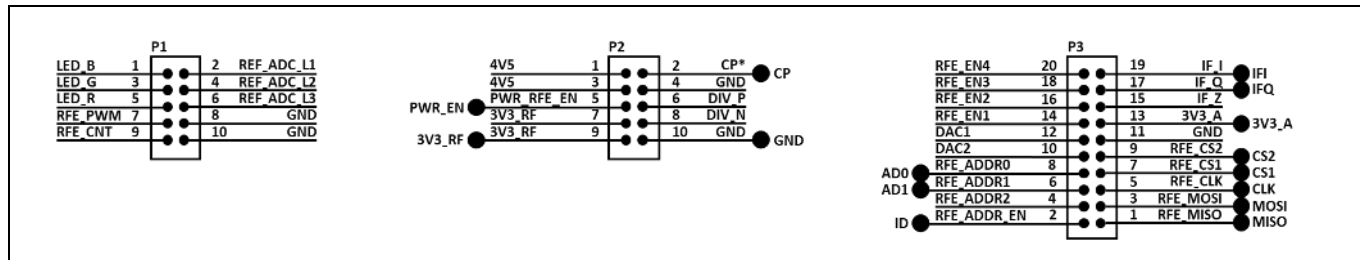 P1
LED_B 1 2 REF_ADC_L1
LED_G 3 4 REF_ADC_L2
LED_R 5 6 REF_ADC_L3
RFE_PWM 7 8 GND
RFE_CNT 9 10 GND
P2
4V5 1 2 CP* CP
4V5 3 4 GND
PWR_EN PWR_RFE_EN 5 6 DIV_P
3V3_RF 7 8 DIV_N
3V3_RF 3V3_RF 9 10 GND GND
P3
RFE_EN4 20 19 IF_I IFI
RFE_EN3 18 17 IF_Q IFQ
RFE_EN2 16 15 IF_Z
RFE_EN1 14 13 3V3_A 3V3_A
DAC1 12 11 GND
DAC2 10 9 RFE_CS2 CS2
AD0 RFE_ADDR0 8 7 RFE_CS1 CS1
AD1 RFE_ADDR1 6 5 RFE_CLK CLK
RFE_ADDR2 4 3 RFE_MOSI MOSI
ID RFE_ADDR_EN 2 1 RFE_MISO MISO